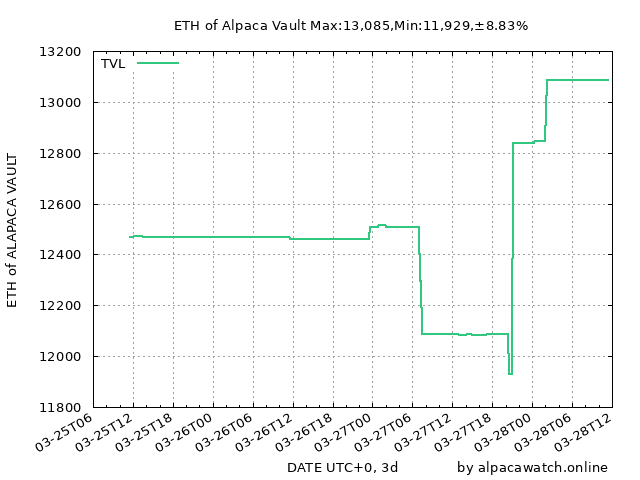 ETH of Alpaca Vault Max:13,085,Min:11,929,±8.83%
TVL
13200
13000
12800
12600
12400
12200
12000
11800
ETH of ALAPACA VAULT
03-25T06
03-25T12
03-25T18
03-26T00
03-26T06
03-26T12
03-26T18
03-27T00
03-27T06
03-27T12
03-27T18
03-28T00
03-28T06
03-28T12
DATE UTC+0, 3d
by alpacawatch.online